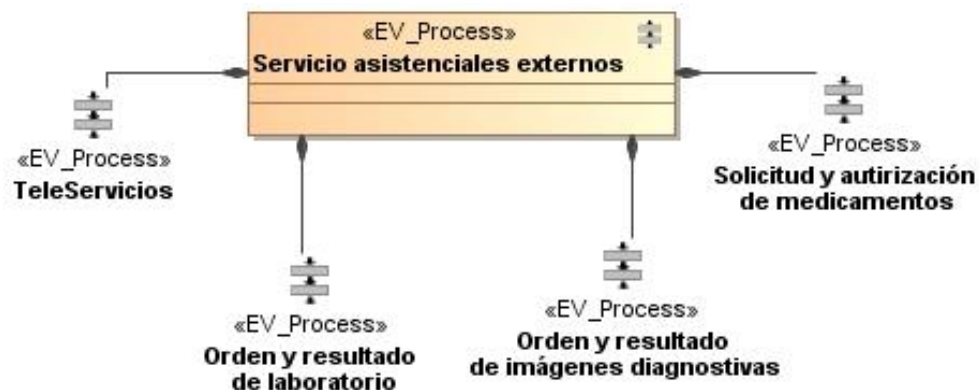 «EV_Process»
Servicio asistenciales externos
«EV_Process»
TeleServicios
«EV_Process»
Solicitud y autirización
de medicamentos
«EV_Process»
Orden y resultado
de laboratorio
«EV_Process»
Orden y resultado
de imágenes diagnostivas